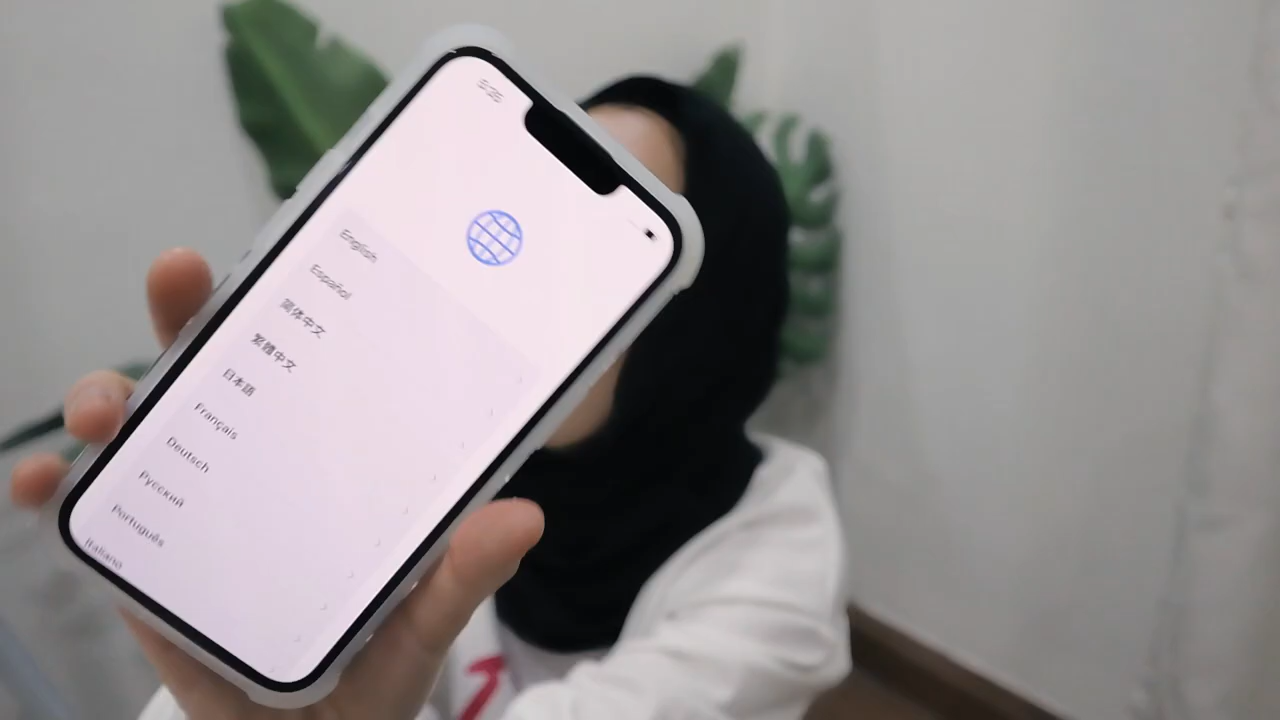 English
Español
简体中文
繁體中文
日本語
Français
Deutsch
Русский
Português
Italiano